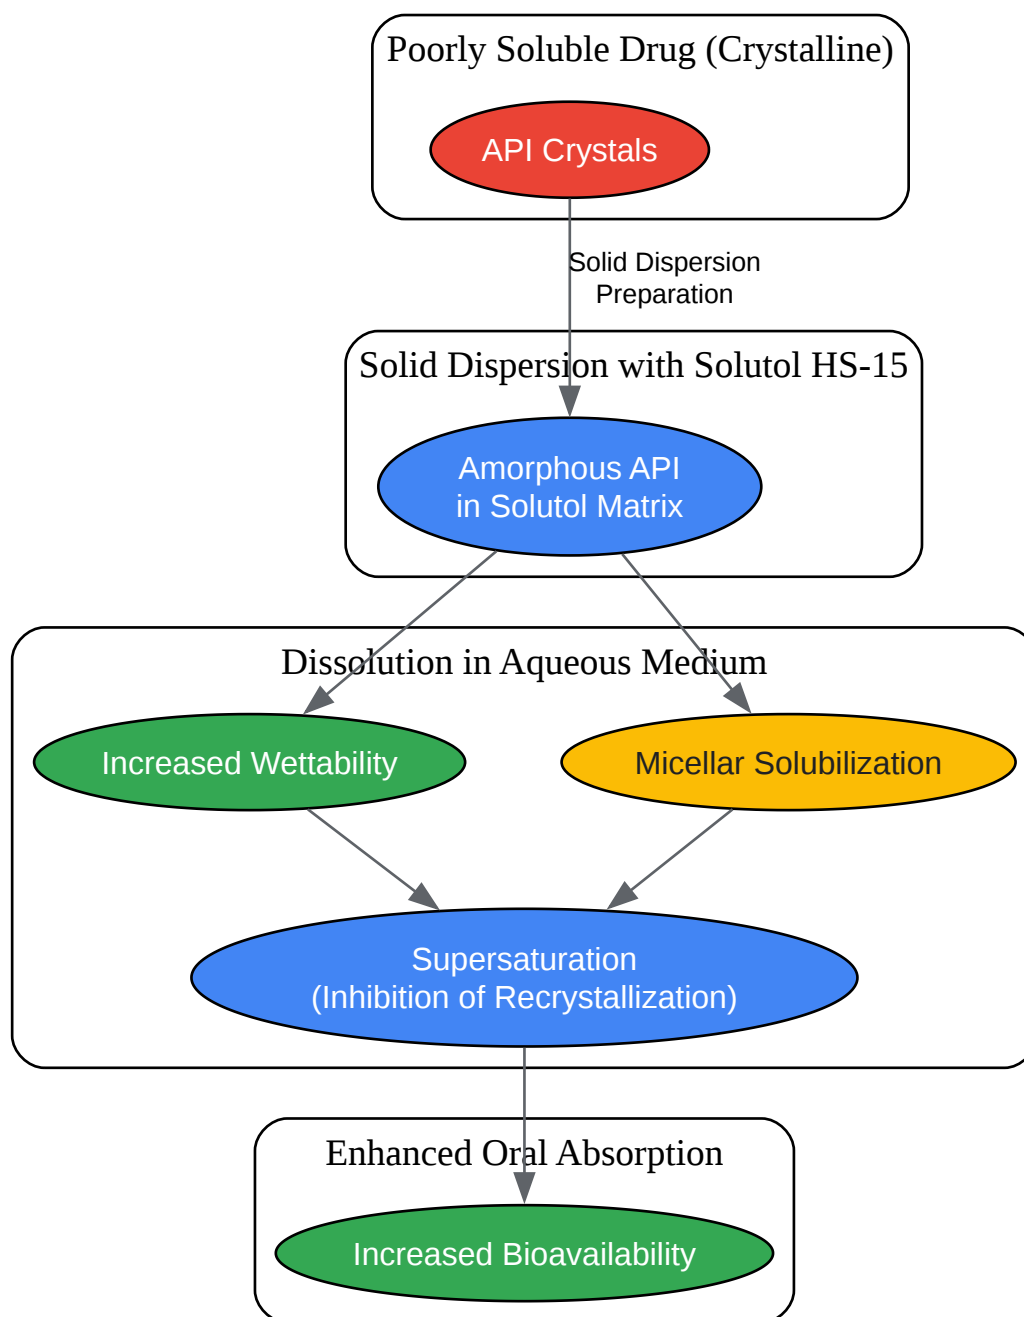 Poorly Soluble Drug (Crystalline)
API Crystals
Solid Dispersion
Preparation
Solid Dispersion with Solutol HS-15
Amorphous API
in Solutol Matrix
Dissolution in Aqueous Medium
Increased Wettability
Micellar Solubilization
Supersaturation
(Inhibition of Recrystallization)
Enhanced Oral Absorption
Increased Bioavailability